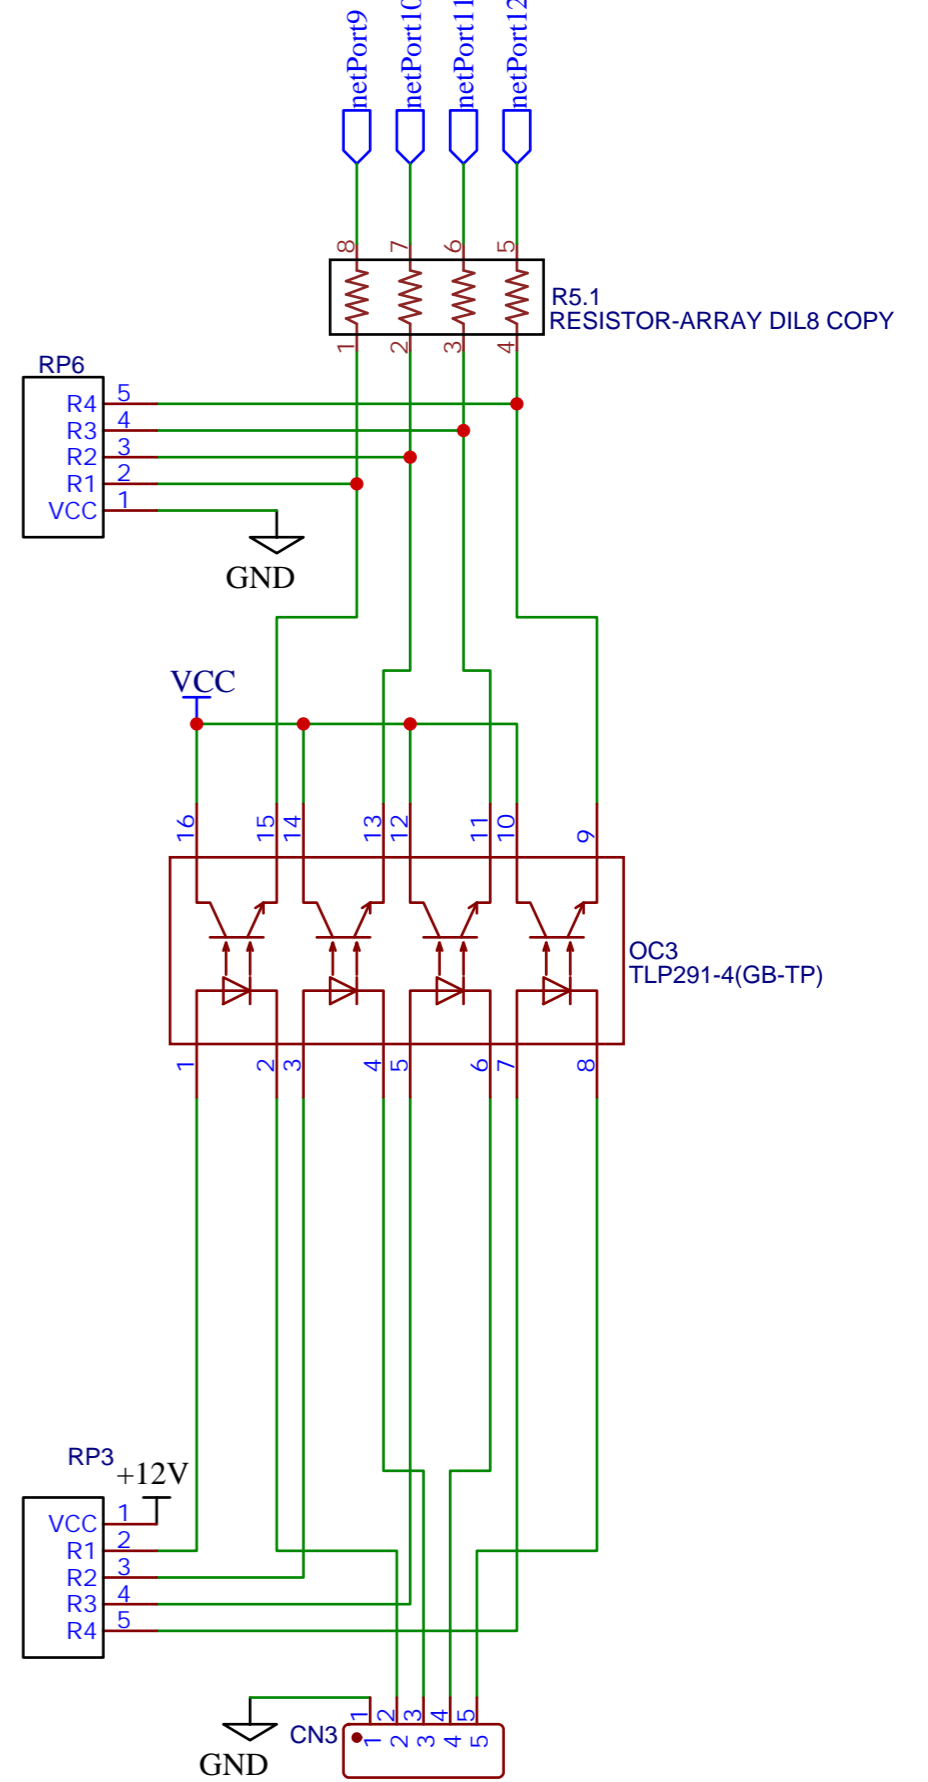 netPort9
netPort10
netPort11
netPort12
8
7
6
5
R5.1
RESISTOR-ARRAY DIL8 COPY
1
2
3
4
RP6
R4 5
R3 4
R2 3
R1 2
VCC 1
GND
VCC
16
15
14
13
12
11
10
9
OC3
TLP291-4(GB-TP)
1
2
3
4
5
6
7
8
RP3
+12V
VCC 1
R1 2
R2 3
R3 4
R4 5
1
2
3
4
5
CN3
1
2
3
4
5
GND